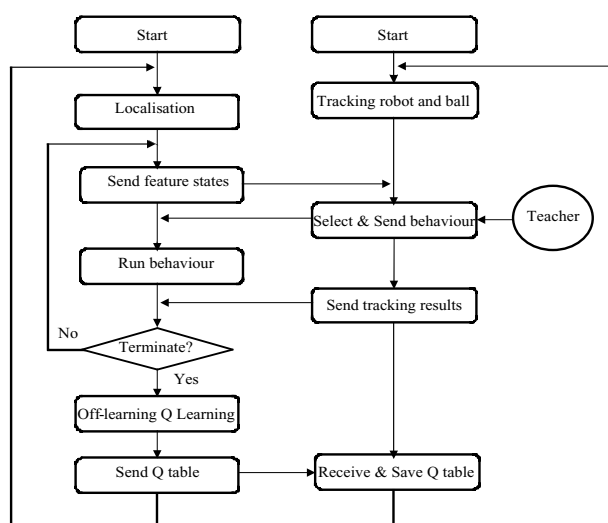 Start
Start
Localisation
Tracking robot and ball
Send feature states
Select & Send behaviour
Teacher
Run behaviour
Send tracking results
No
Terminate?
Yes
Off-learning Q Learning
Send Q table
Receive & Save Q table